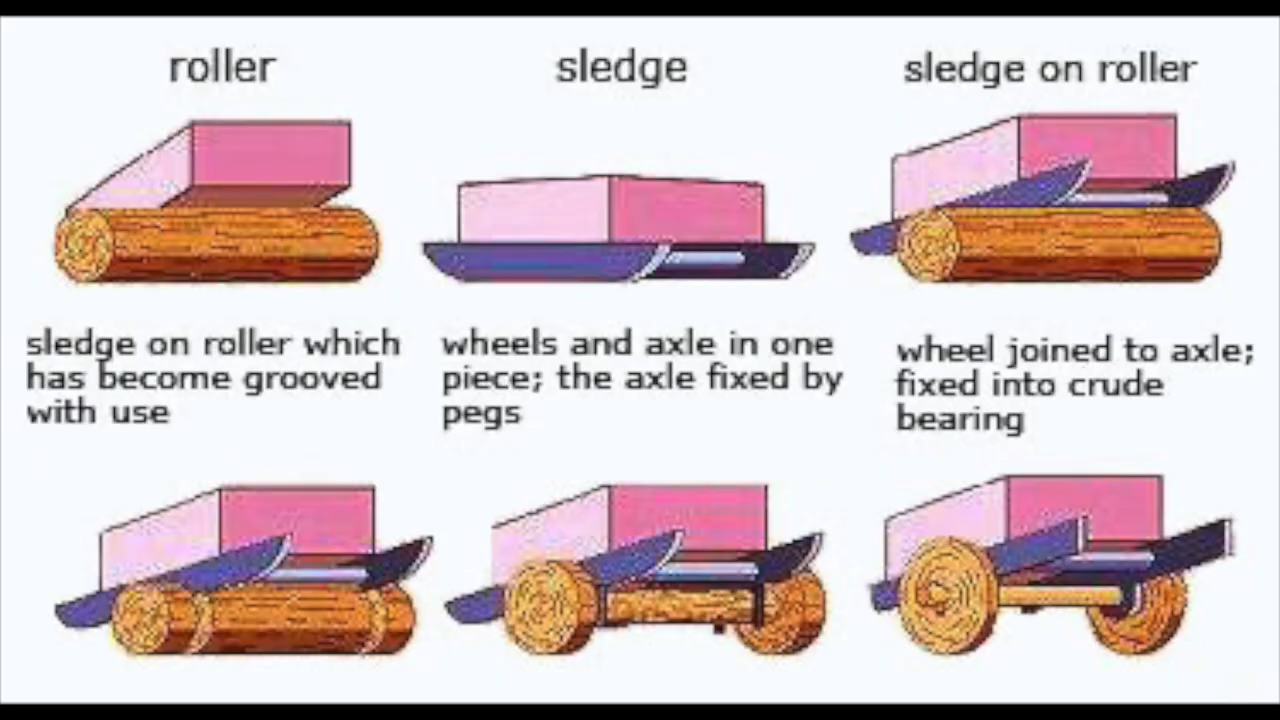 roller
sledge
sledge on roller
sledge on roller which
has become grooved
with use
wheels and axle in one
piece; the axle fixed by
pegs
wheel joined to axle;
fixed into crude
bearing